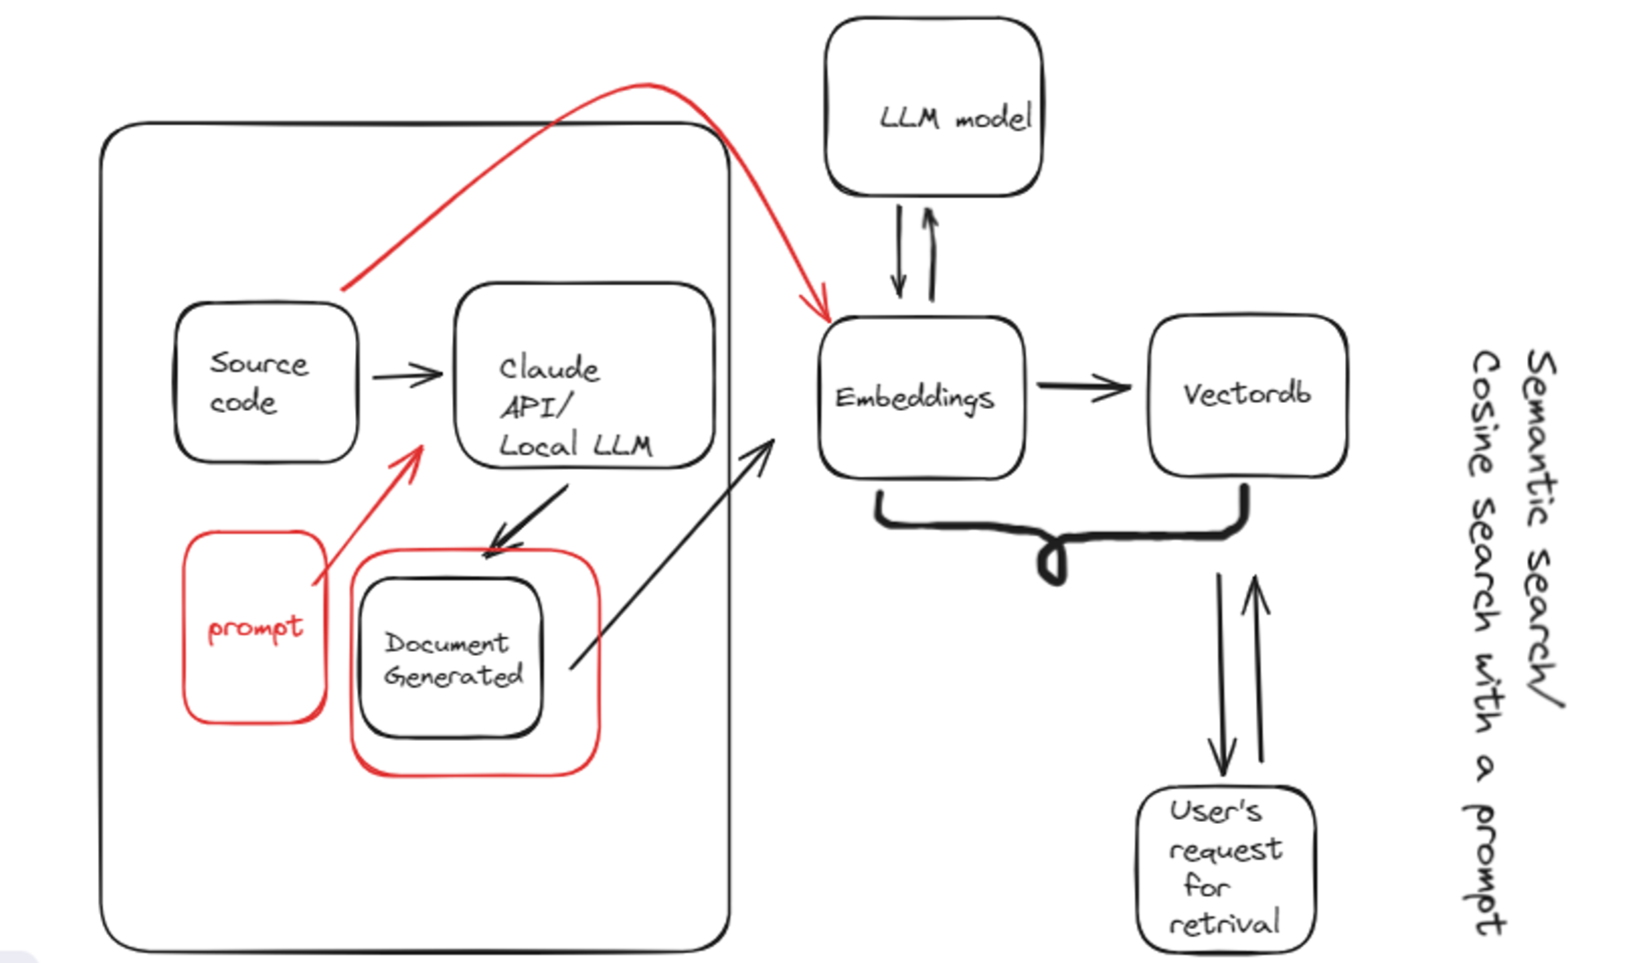 LLM model
Source
code
Claude
API/
Local LLM
Embeddings
Vectordb
prompt
Document
Generated
User's
request
for
retrival
Semantic search/
Cosine search with a prompt